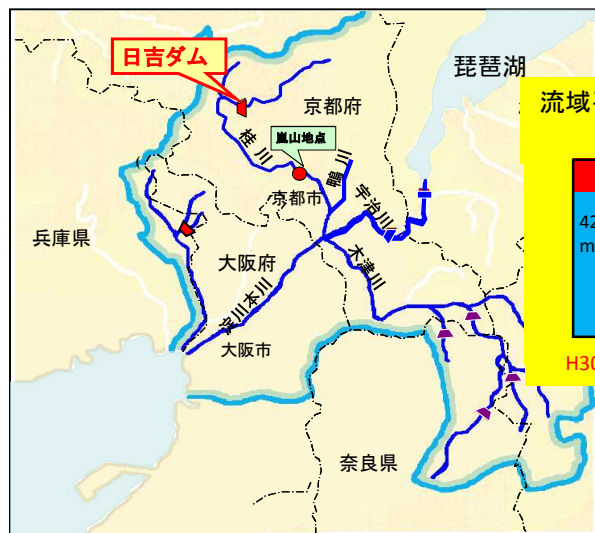 日吉ダム
琵琶湖
京都府
流域
嵐山地点
桂川
鴨川
京都市
宇治川
兵庫県
大阪府
木津川
淀川本川
大阪市
42
m
H30
奈良県